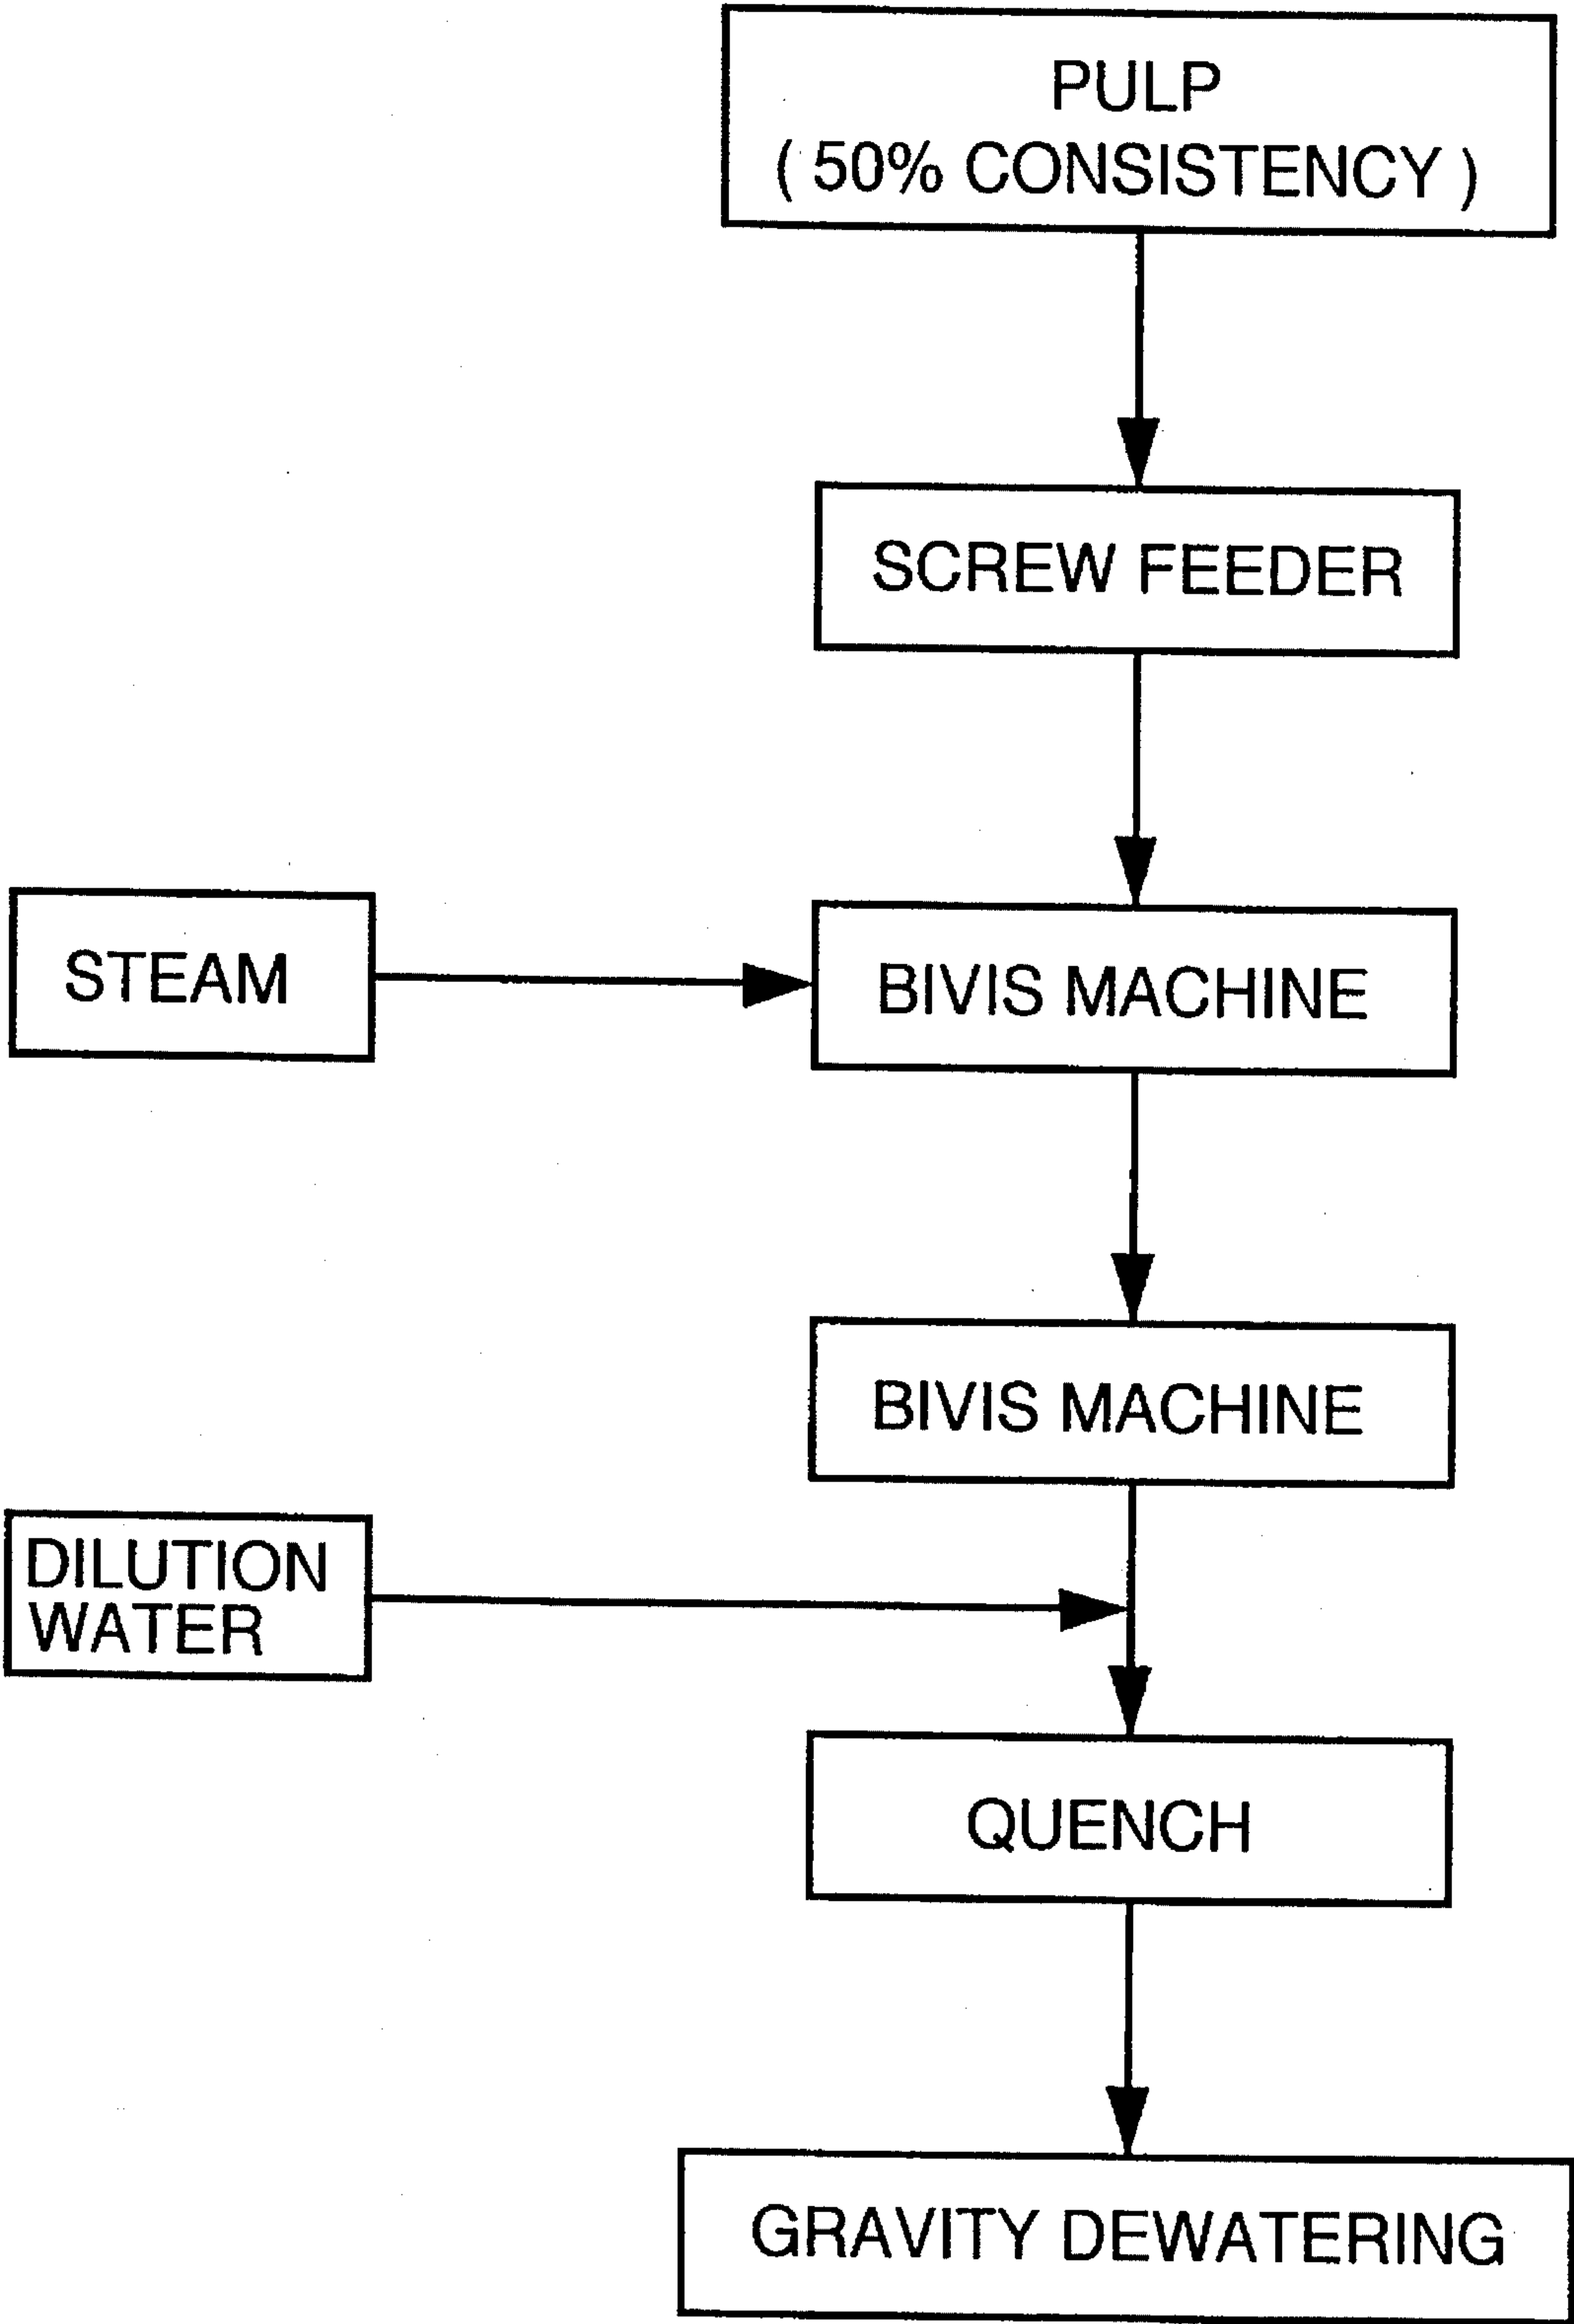 PULP
( 50% CONSISTENCY )
SCREW FEEDER
STEAM
BIVIS MACHINE
BIVIS MACHINE
DILUTION
WATER
QUENCH
GRAVITY DEWATERING